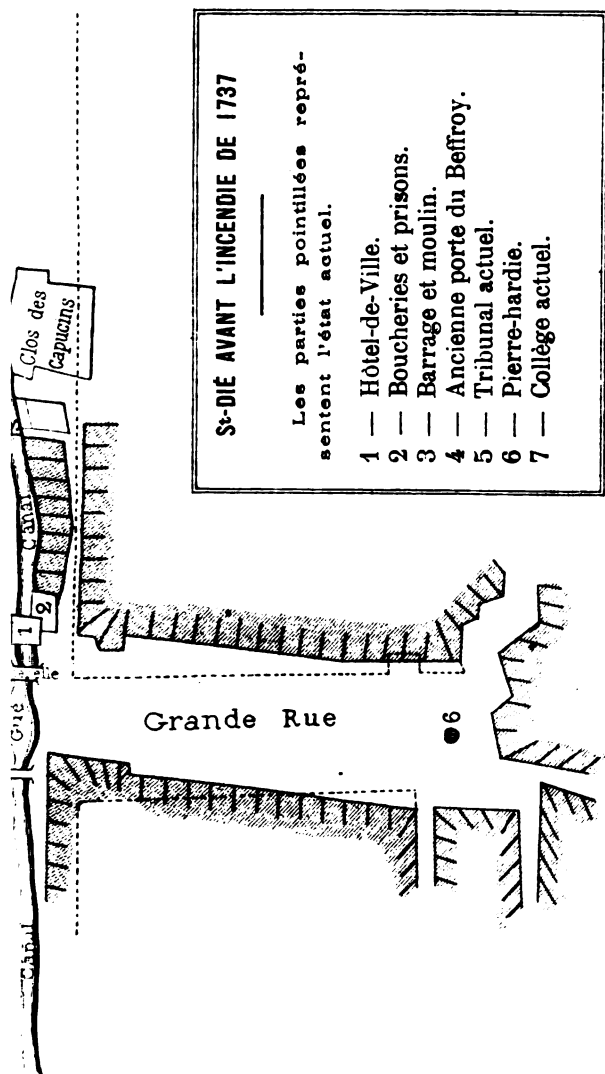 St-DIÉ AVANT L'INCENDIE DE 1737
Les parties pointillées repré-
sentent l'état actuel.
1 — Hôtel-de-Ville.
2 — Boucheries et prisons.
3 — Barrage et moulin.
4 — Ancienne porte du Beffroy.
5 — Tribunal actuel.
6 — Pierre-hardie.
7 — Collège actuel.
Clos des
Capucins
Canal
2
1
Gué
Canal
Grande Rue
6